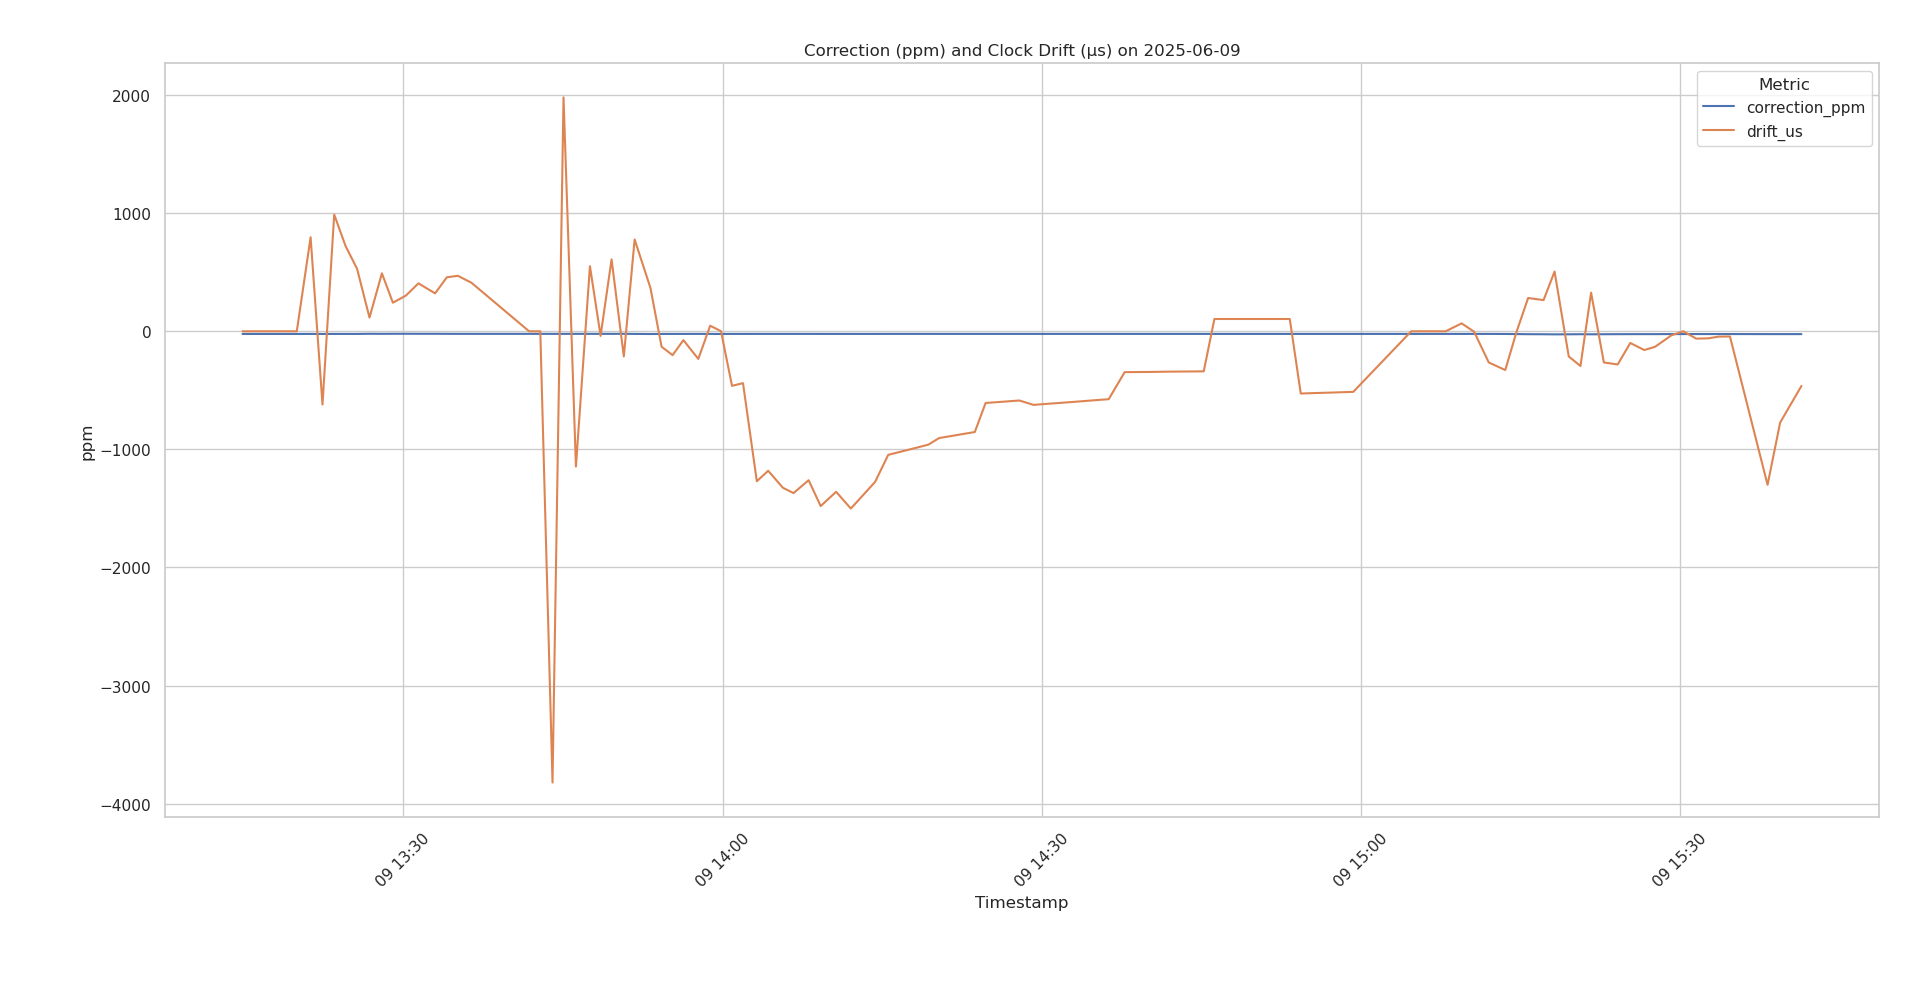 Correction (ppm) and Clock Drift (µs) on 2025-06-09
Metric
correction_ppm
drift_us
2000
1000
0
−1000
−2000
−3000
−4000
ppm
09 13:30
09 14:00
09 14:30
09 15:00
09 15:30
Timestamp